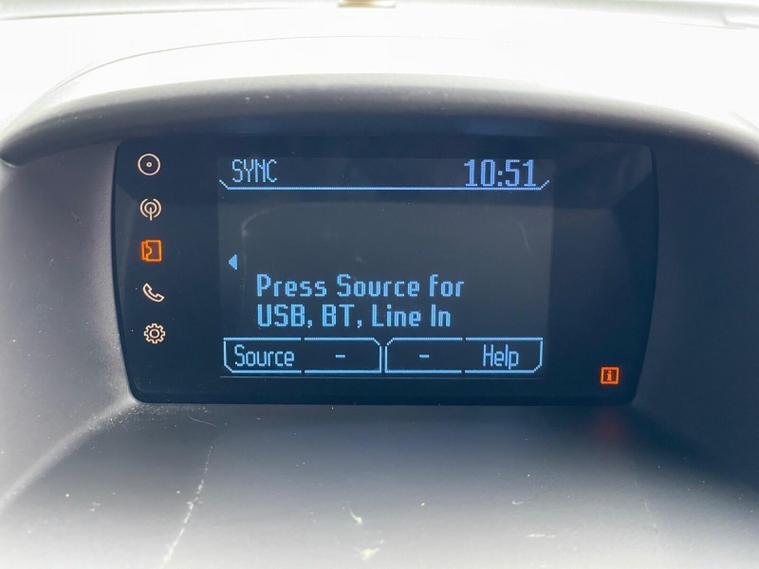 SYNC 10:51
Press Source for
USB, BT, Line In
Source - - Help
i